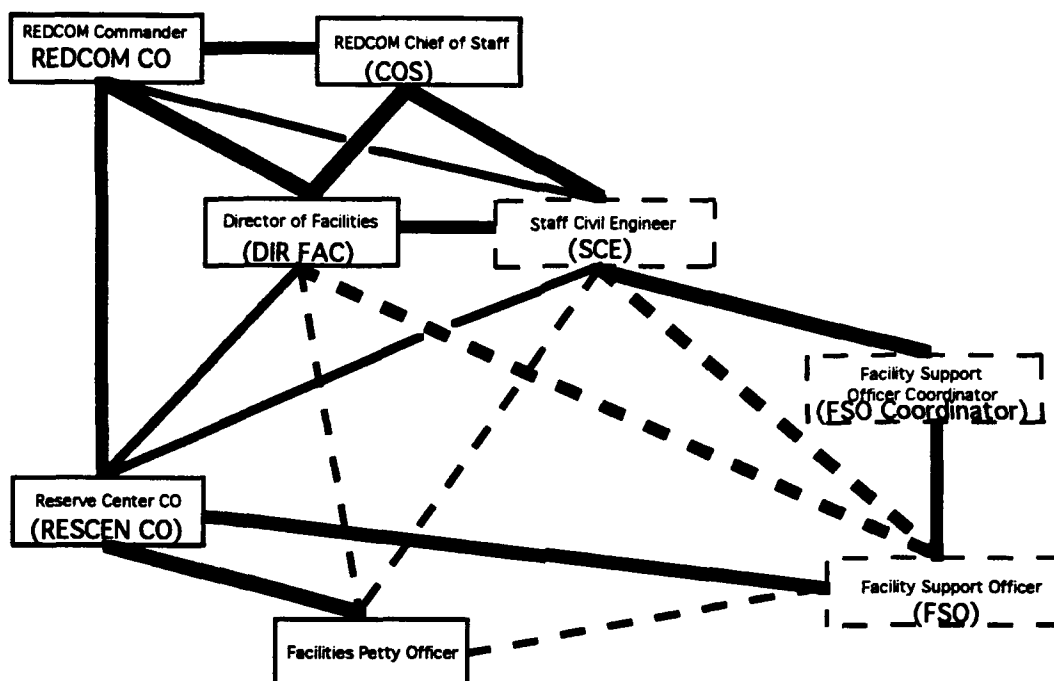 REDCOM Commander
REDCOM CO
REDCOM Chief of Staff
(COS)
Director of Facilities
(DIR FAC)
Staff Civil Engineer
(SCE)
Facility Support
Officer Coordinator
(FSO Coordinator)
Reserve Center CO
(RESCEN CO)
Facility Support Officer
(FSO)
Facilities Petty Officer